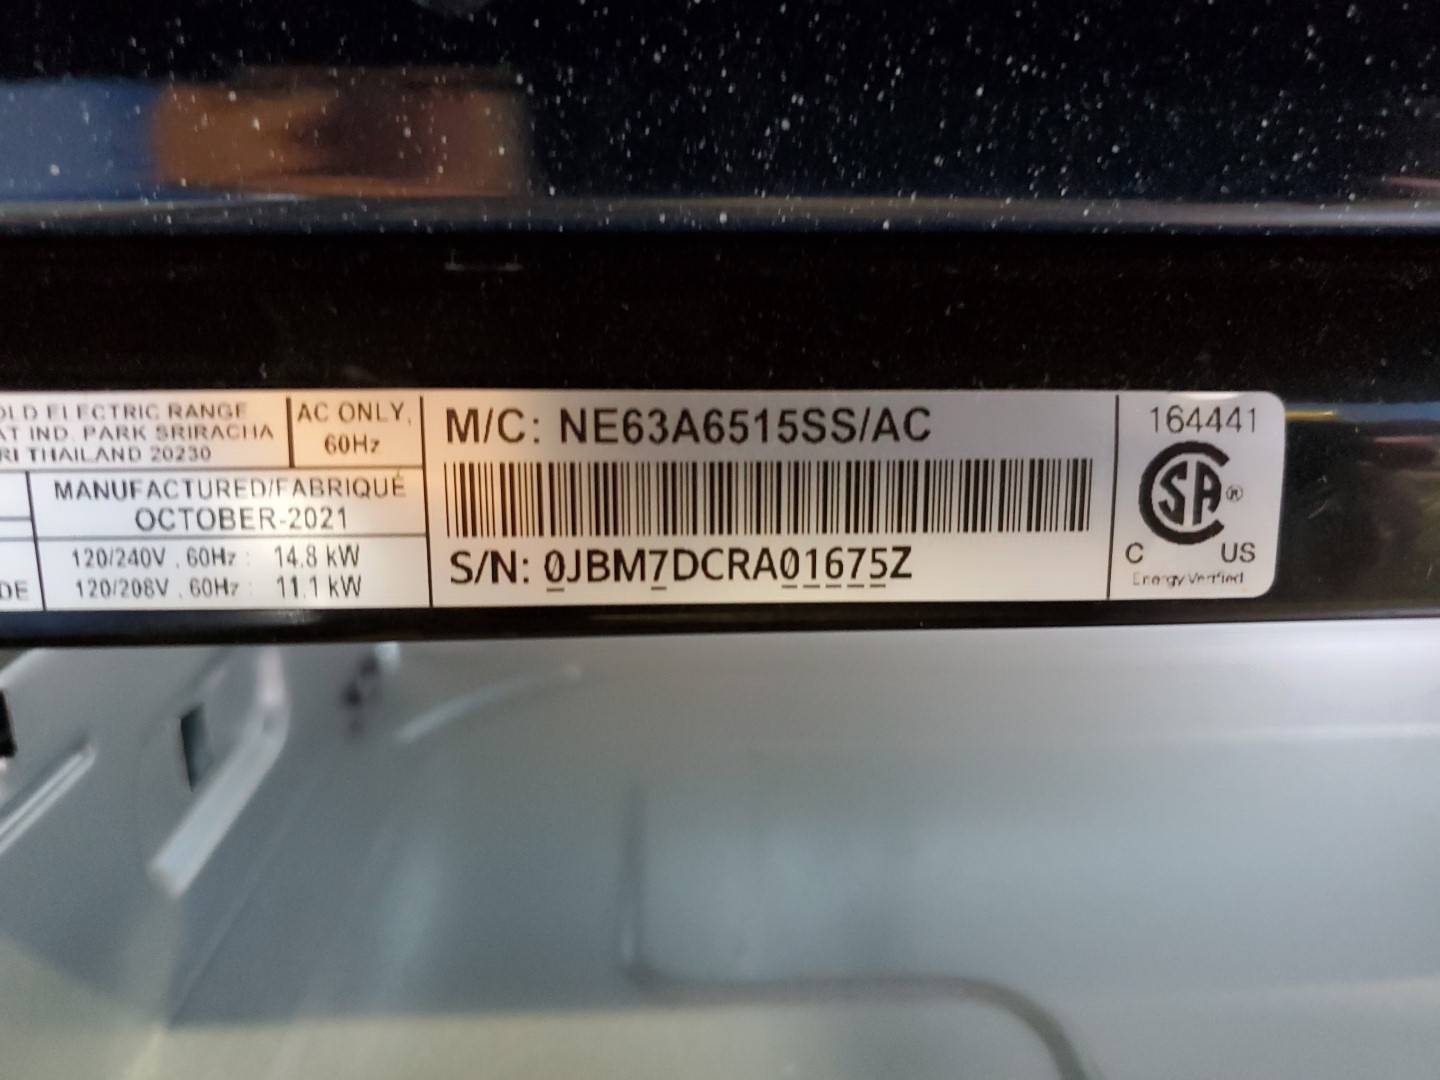 OLD ELECTRIC RANGE
AT IND. PARK SRIRACHA
RI THAILAND 20230
AC ONLY,
60Hz
MANUFACTURED/FABRIQUÉ
OCTOBER-2021
120/240V , 60Hz : 14.8 kW
120/208V , 60Hz : 11.1 kW
DE
M/C: NE63A6515SS/AC
S/N: 0JBM7DCRA01675Z
164441
SA®
C US
Energy Verified